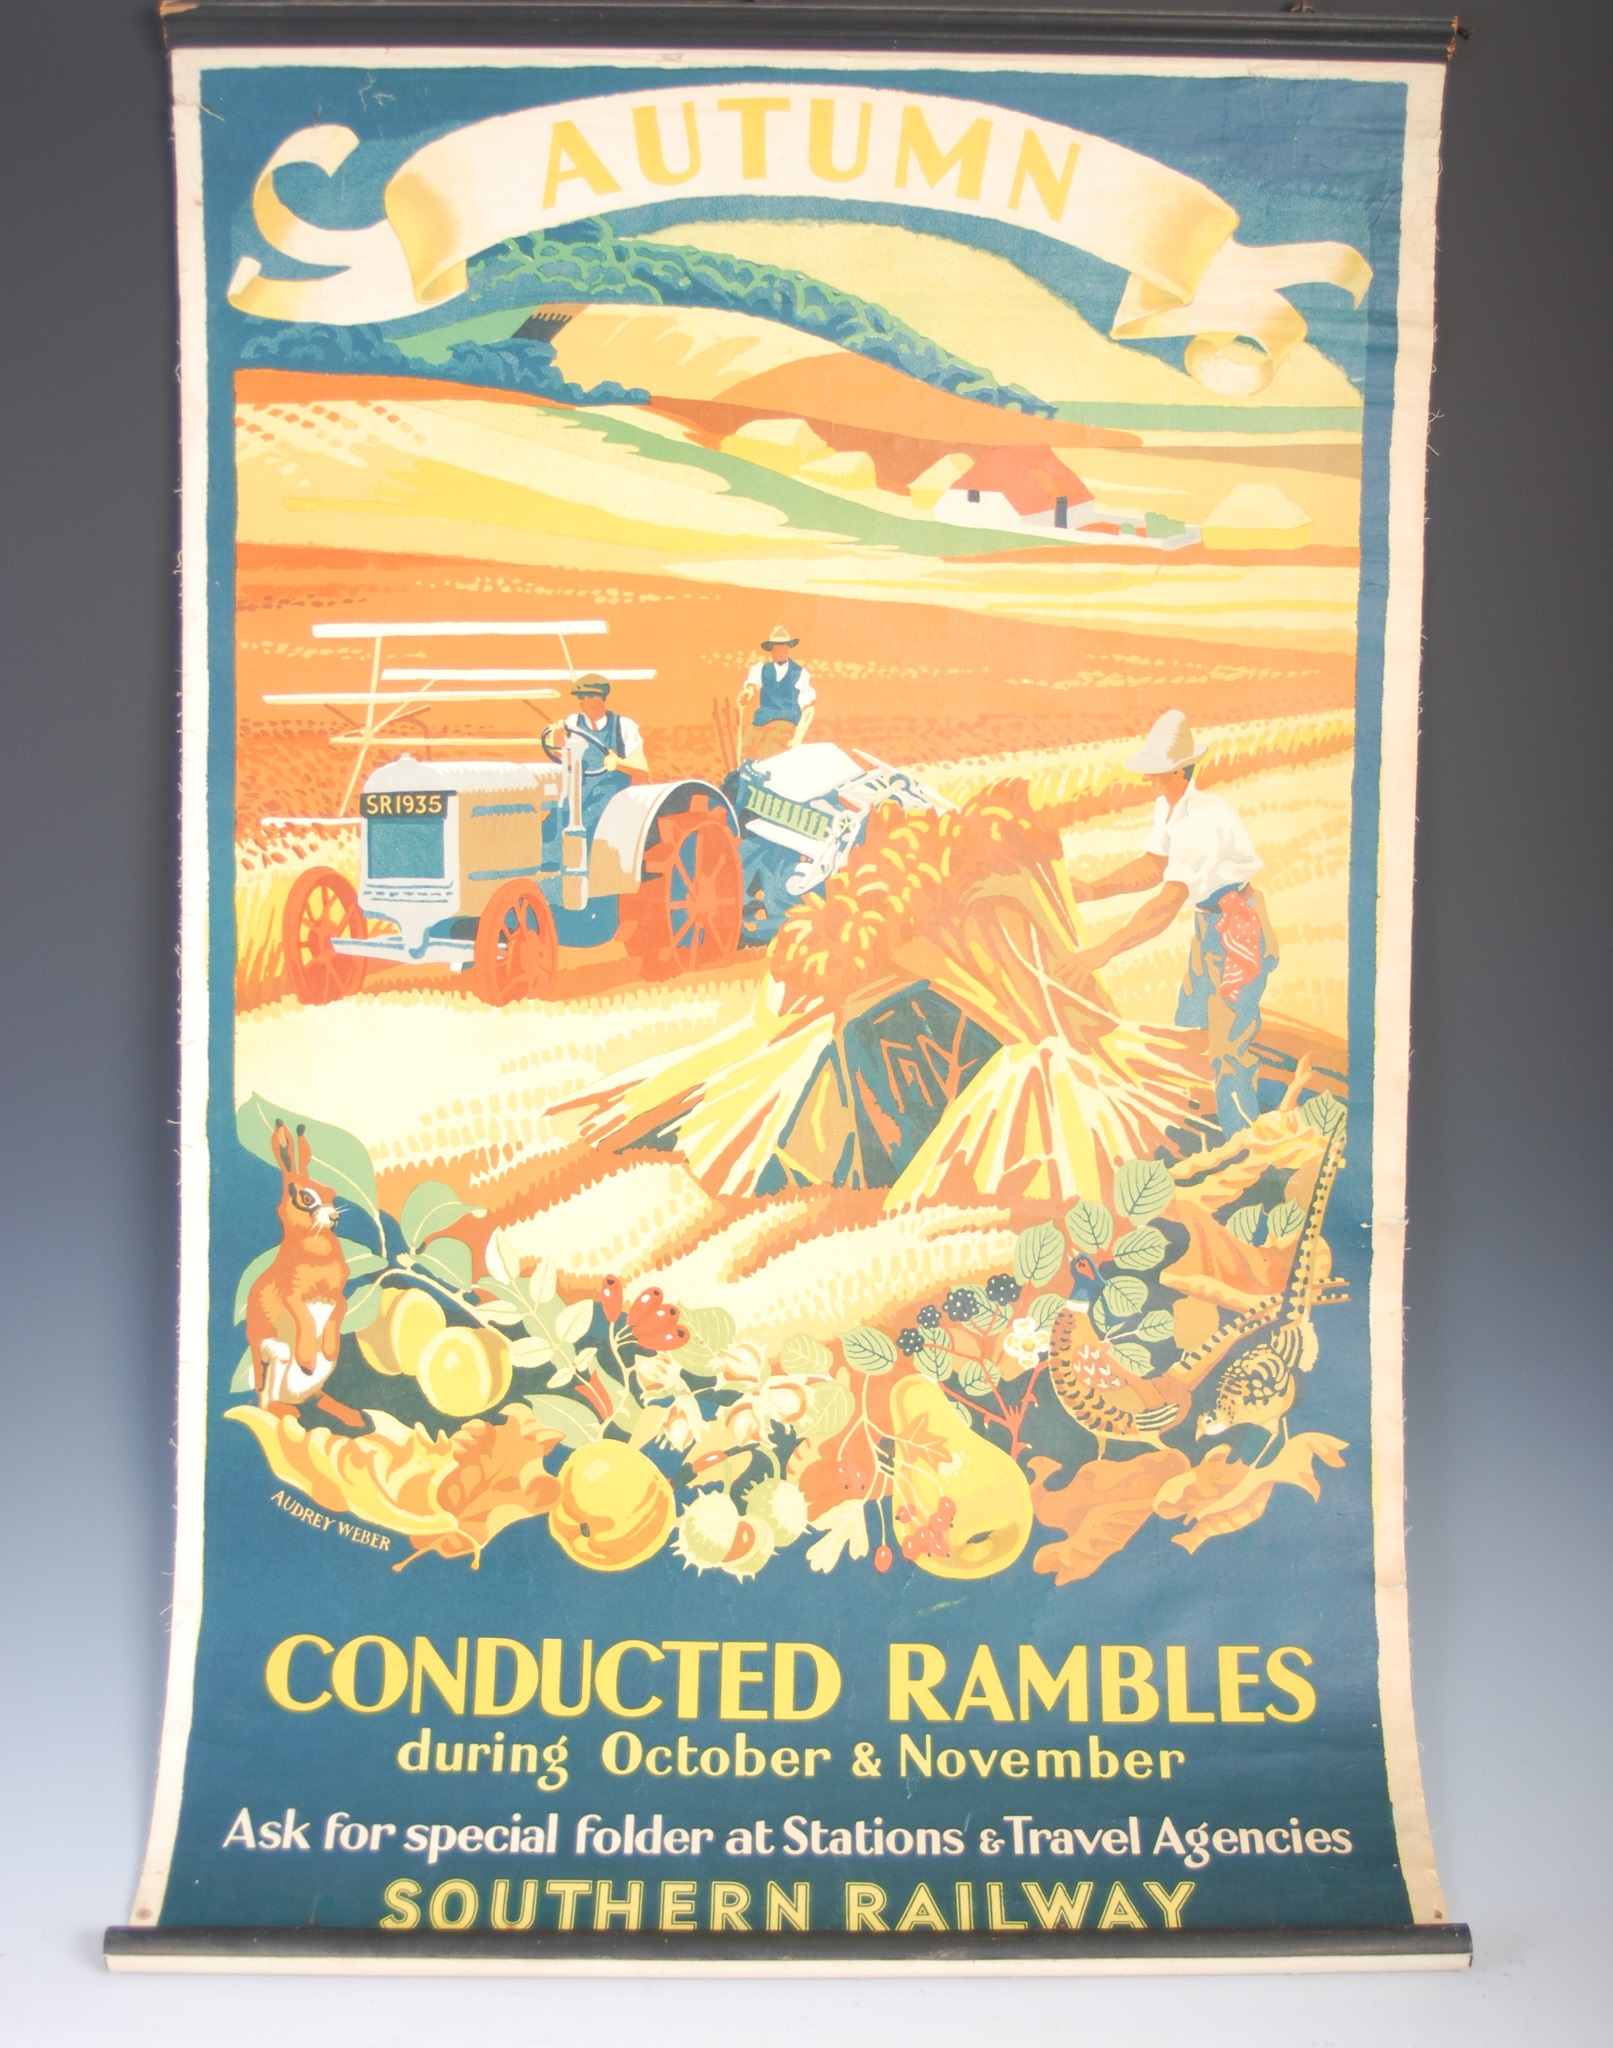 AUTUMN
SR1935
AUDREY WEBER
CONDUCTED RAMBLES
during October & November
Ask for special folder at Stations & Travel Agencies
SOUTHERN RAILWAY